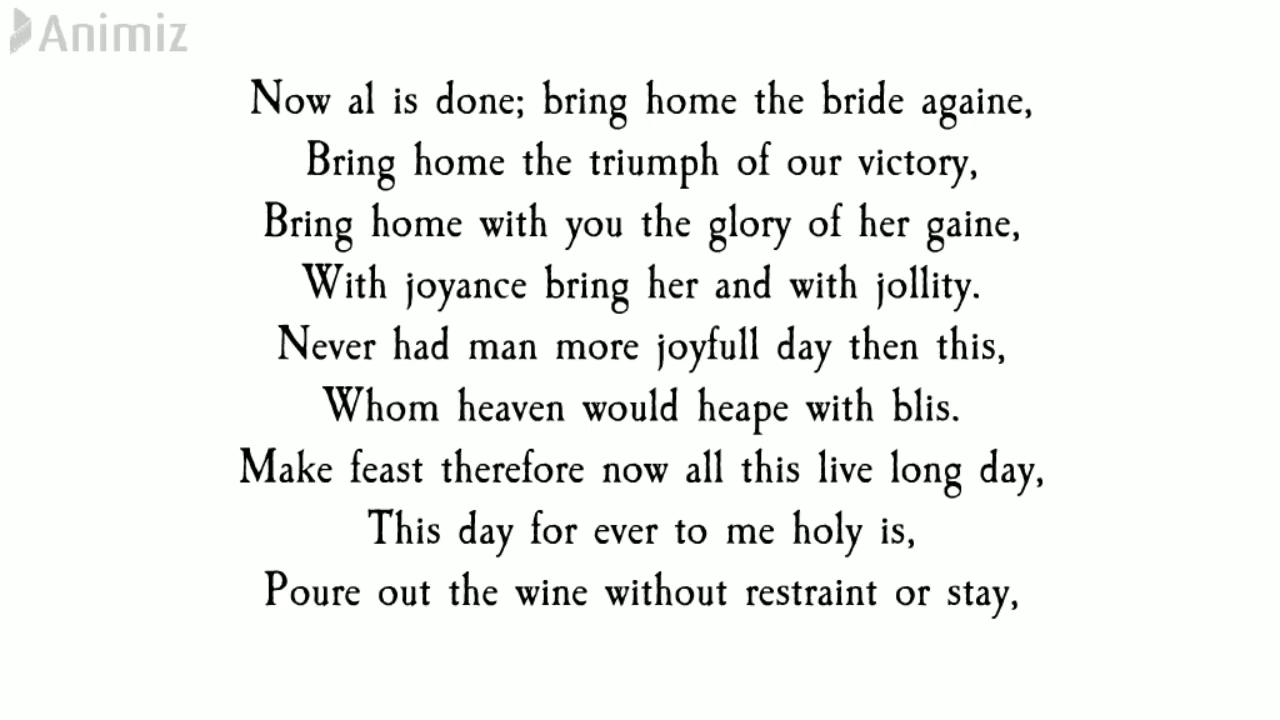 Animiz
Now al is done; bring home the bride againe,
Bring home the triumph of our victory,
Bring home with you the glory of her gaine,
With joyance bring her and with jollity.
Never had man more joyfull day then this,
Whom heaven would heape with blis.
Make feast therefore now all this live long day,
This day for ever to me holy is,
Poure out the wine without restraint or stay,